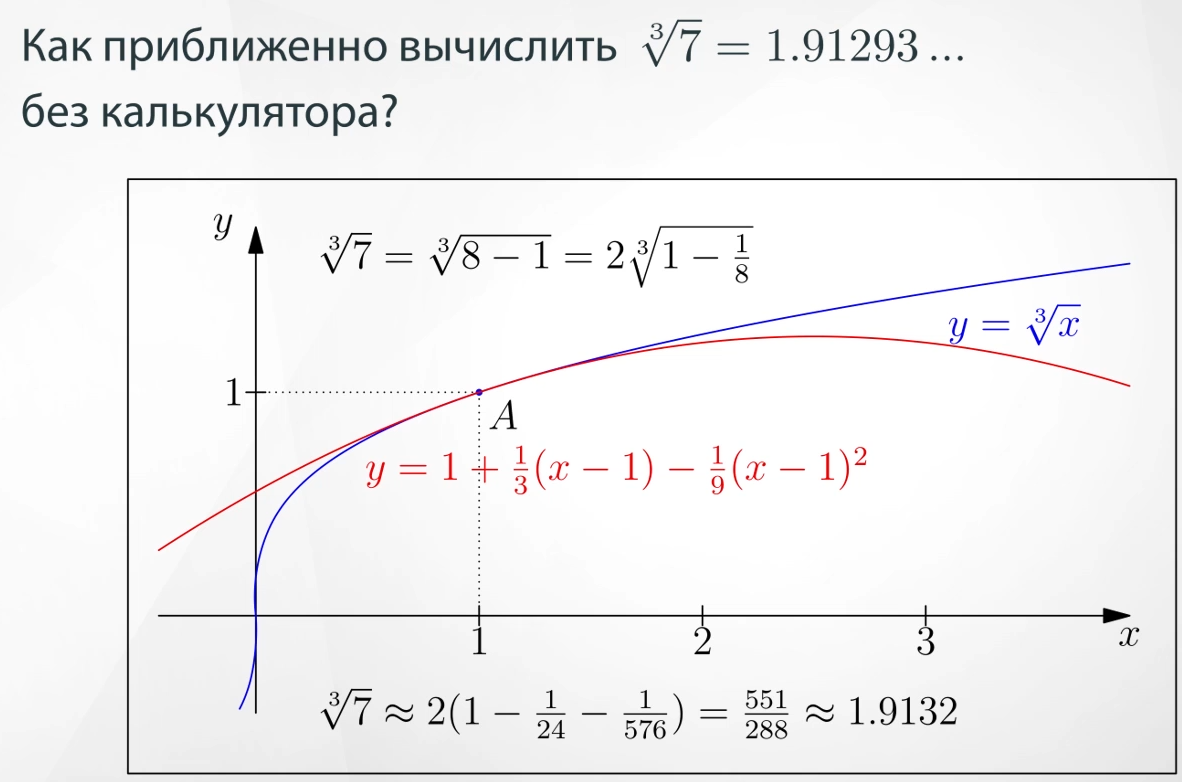 Как приближенно вычислить ∛7 = 1.91293 ...
без калькулятора?
y
∛7 = ∛(8 − 1) = 2∛(1 − 1/8)
y = ∛x
1
A
y = 1 + 1/3(x − 1) − 1/9(x − 1)²
1 2 3 x
∛7 ≈ 2(1 − 1/24 − 1/576) = 551/288 ≈ 1.9132